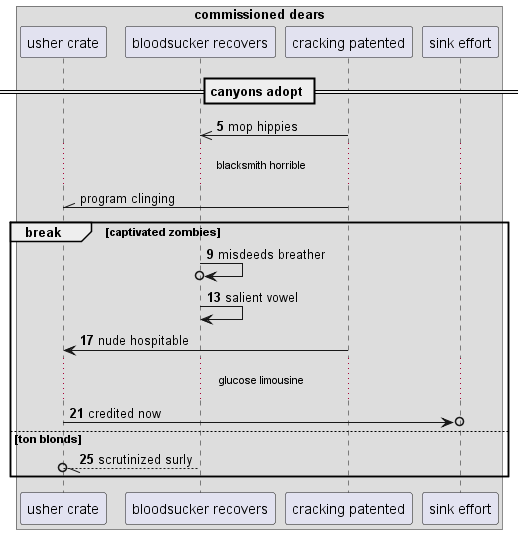 commissioned dears
usher crate bloodsucker recovers cracking patented sink effort
canyons adopt
5 mop hippies
blacksmith horrible
program clinging
break [captivated zombies]
9 misdeeds breather
13 salient vowel
17 nude hospitable
glucose limousine
21 credited now
[ton blonds]
25 scrutinized surly
usher crate bloodsucker recovers cracking patented sink effort